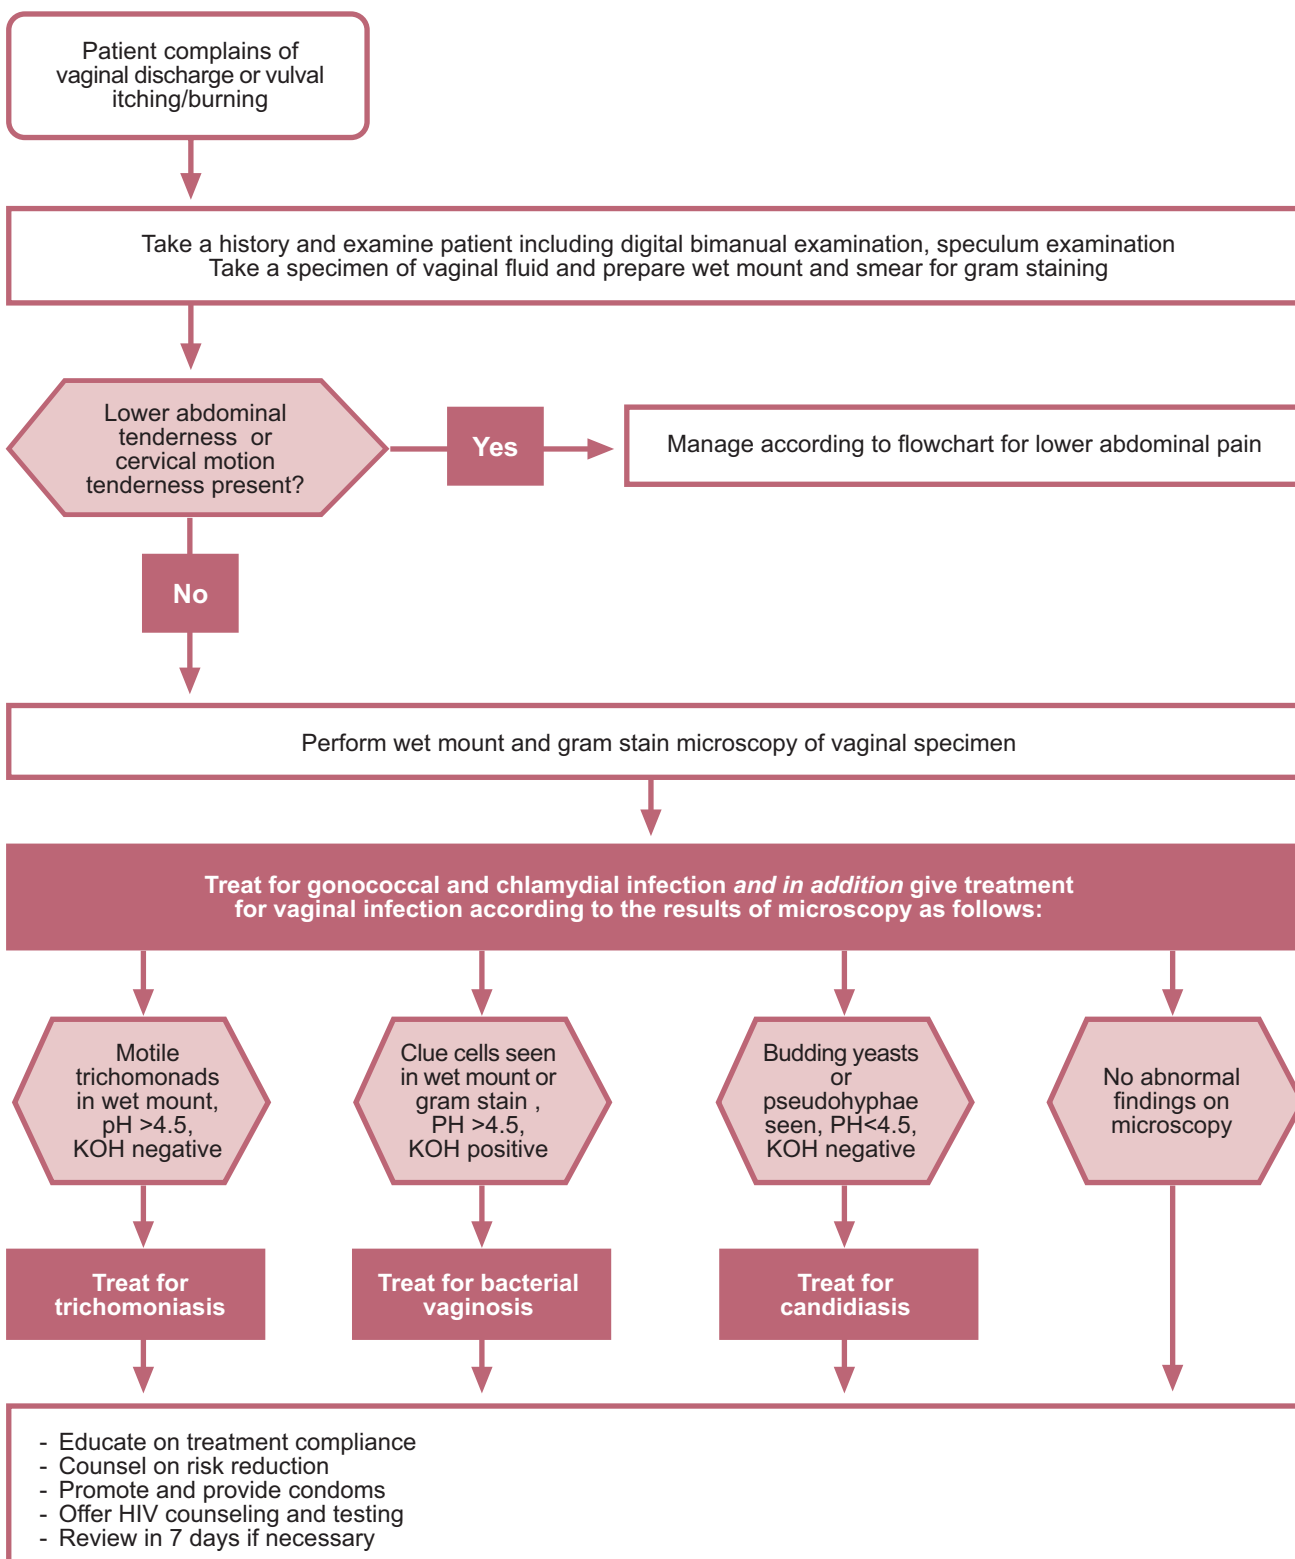 Patient complains of
vaginal discharge or vulval
itching/burning
Take a history and examine patient including digital bimanual examination, speculum examination
Take a specimen of vaginal fluid and prepare wet mount and smear for gram staining
Lower abdominal
tenderness or
cervical motion
tenderness present?
Yes
Manage according to flowchart for lower abdominal pain
No
Perform wet mount and gram stain microscopy of vaginal specimen
Treat for gonococcal and chlamydial infection and in addition give treatment
for vaginal infection according to the results of microscopy as follows:
Motile
trichomonads
in wet mount,
pH >4.5,
KOH negative
Clue cells seen
in wet mount or
gram stain ,
PH >4.5,
KOH positive
Budding yeasts
or
pseudohyphae
seen, PH<4.5,
KOH negative
No abnormal
findings on
microscopy
Treat for
trichomoniasis
Treat for bacterial
vaginosis
Treat for
candidiasis
- Educate on treatment compliance
- Counsel on risk reduction
- Promote and provide condoms
- Offer HIV counseling and testing
- Review in 7 days if necessary